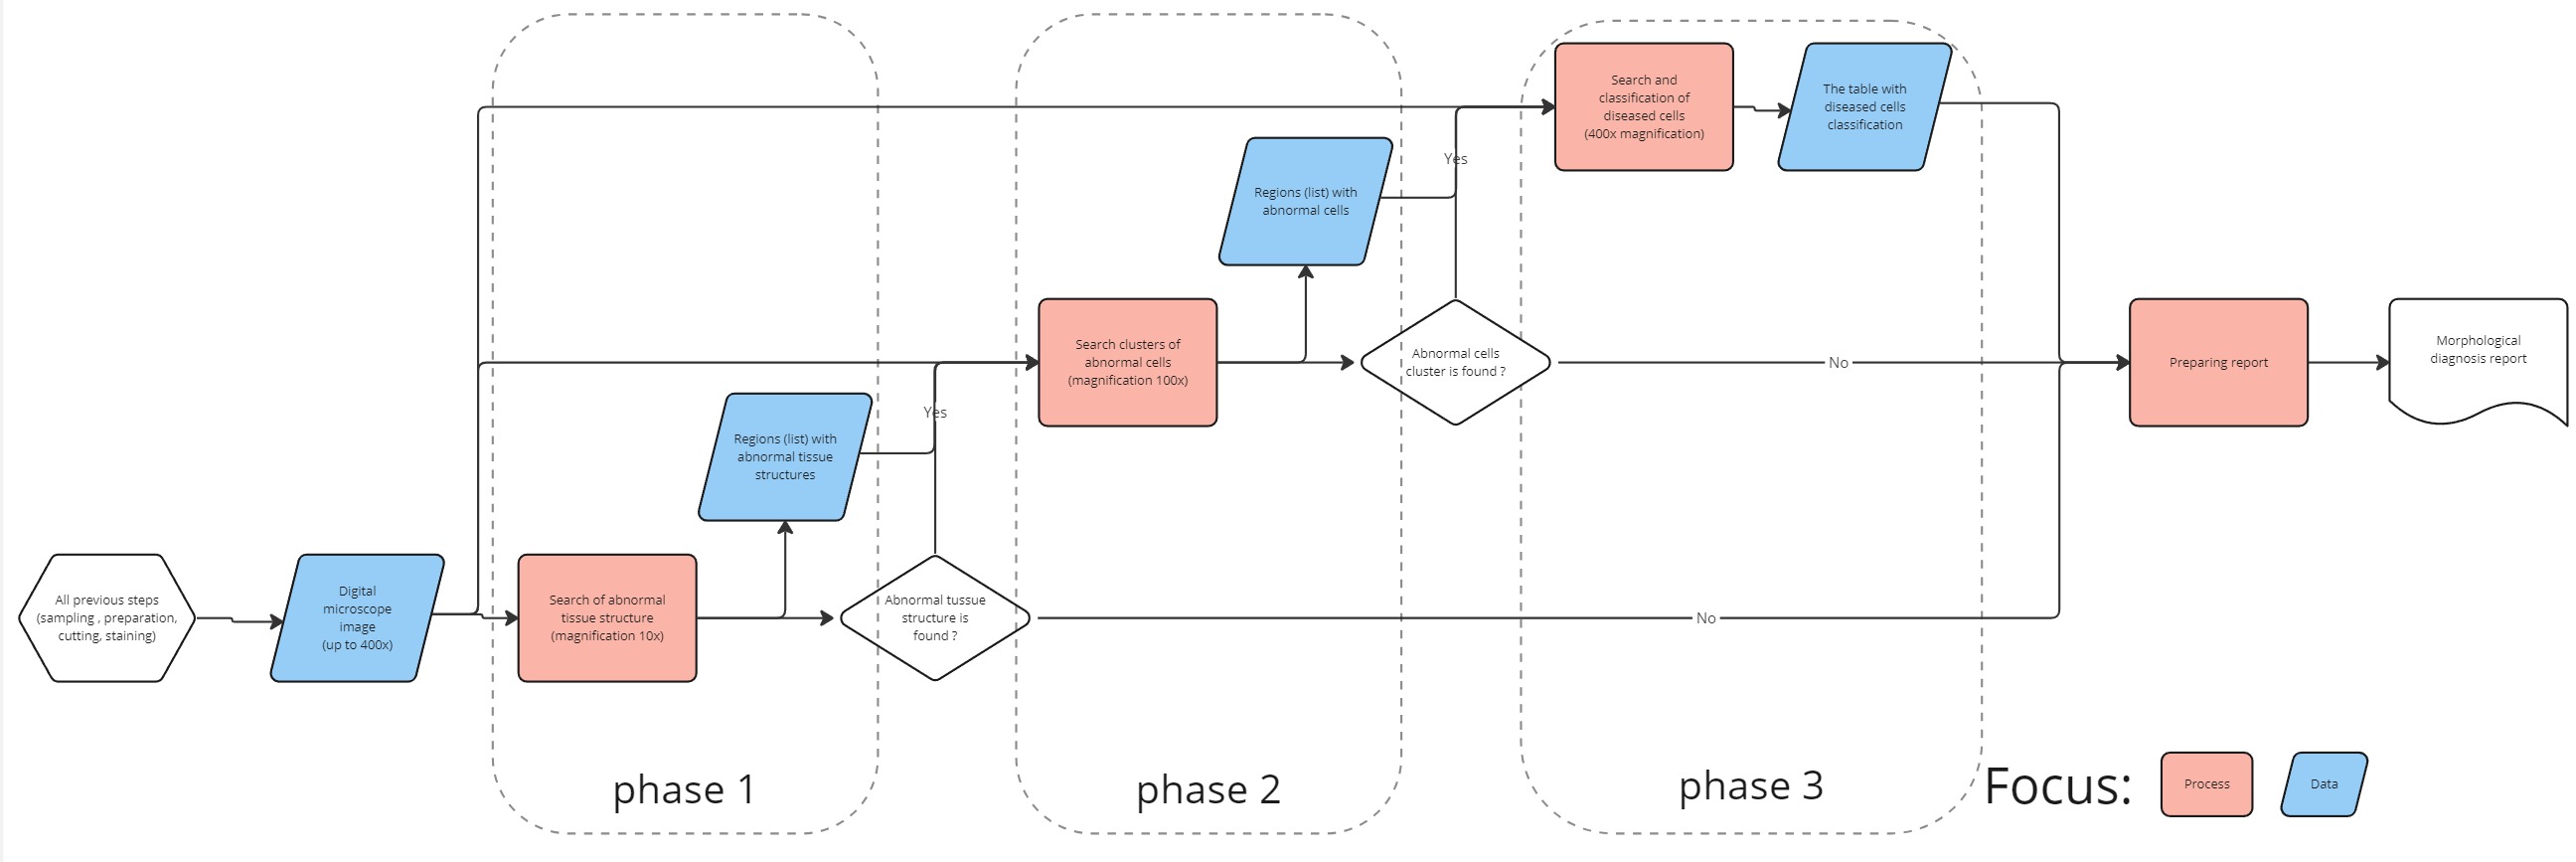 All previous steps
(sampling , preparation,
cutting, staining)
Digital
microscope
image
(up to 400x)
Search of abnormal
tissue structure
(magnification 10x)
Regions (list) with
abnormal tissue
structures
Abnormal tussue
structure is
found ?
Yes
No
Search clusters of
abnormal cells
(magnification 100x)
Regions (list) with
abnormal cells
Abnormal cells
cluster is found ?
Yes
No
Search and
classification of
diseased cells
(400x magnification)
The table with
diseased cells
classification
Preparing report
Morphological
diagnosis report
phase 1
phase 2
phase 3
Focus:
Process
Data